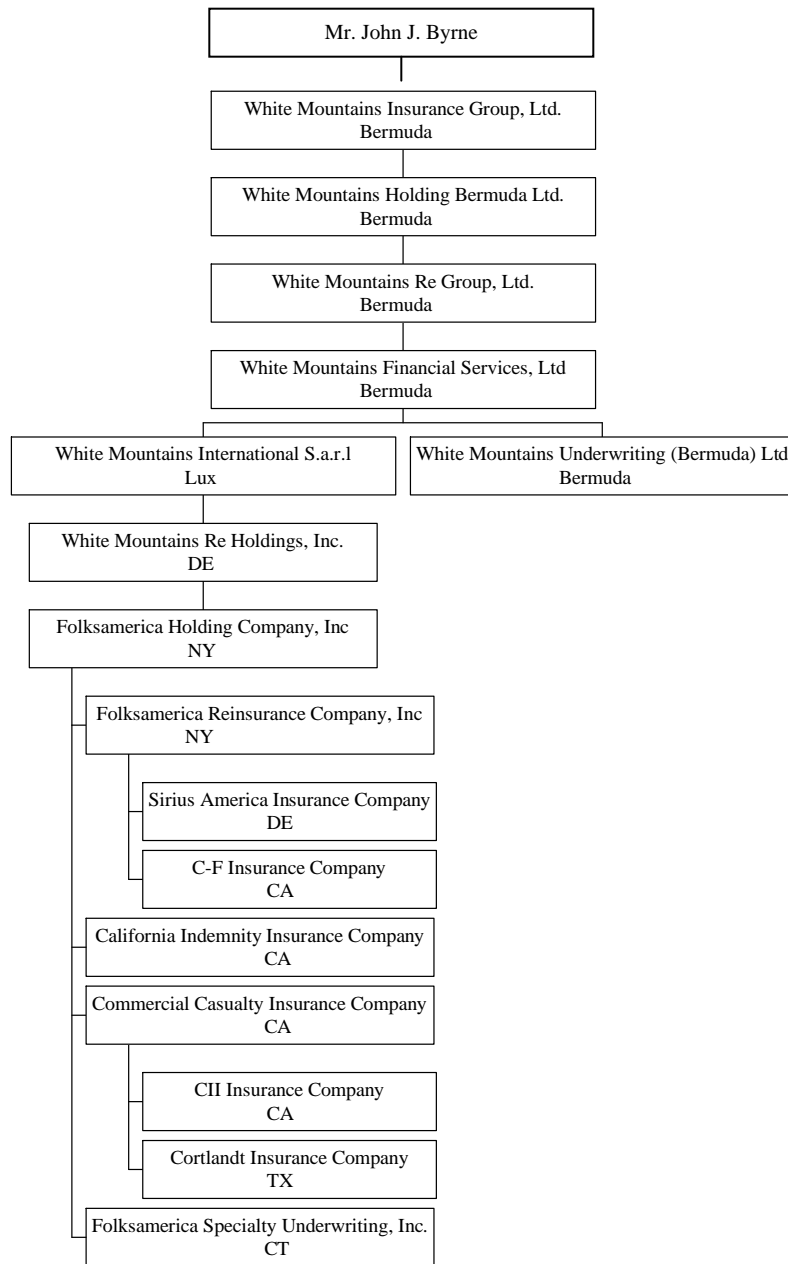 Mr. John J. Byrne
White Mountains Insurance Group, Ltd.
Bermuda
White Mountains Holding Bermuda Ltd.
Bermuda
White Mountains Re Group, Ltd.
Bermuda
White Mountains Financial Services, Ltd
Bermuda
White Mountains International S.a.r.l
Lux
White Mountains Underwriting (Bermuda) Ltd
Bermuda
White Mountains Re Holdings, Inc.
DE
Folksamerica Holding Company, Inc
NY
Folksamerica Reinsurance Company, Inc
NY
Sirius America Insurance Company
DE
C-F Insurance Company
CA
California Indemnity Insurance Company
CA
Commercial Casualty Insurance Company
CA
CII Insurance Company
CA
Cortlandt Insurance Company
TX
Folksamerica Specialty Underwriting, Inc.
CT